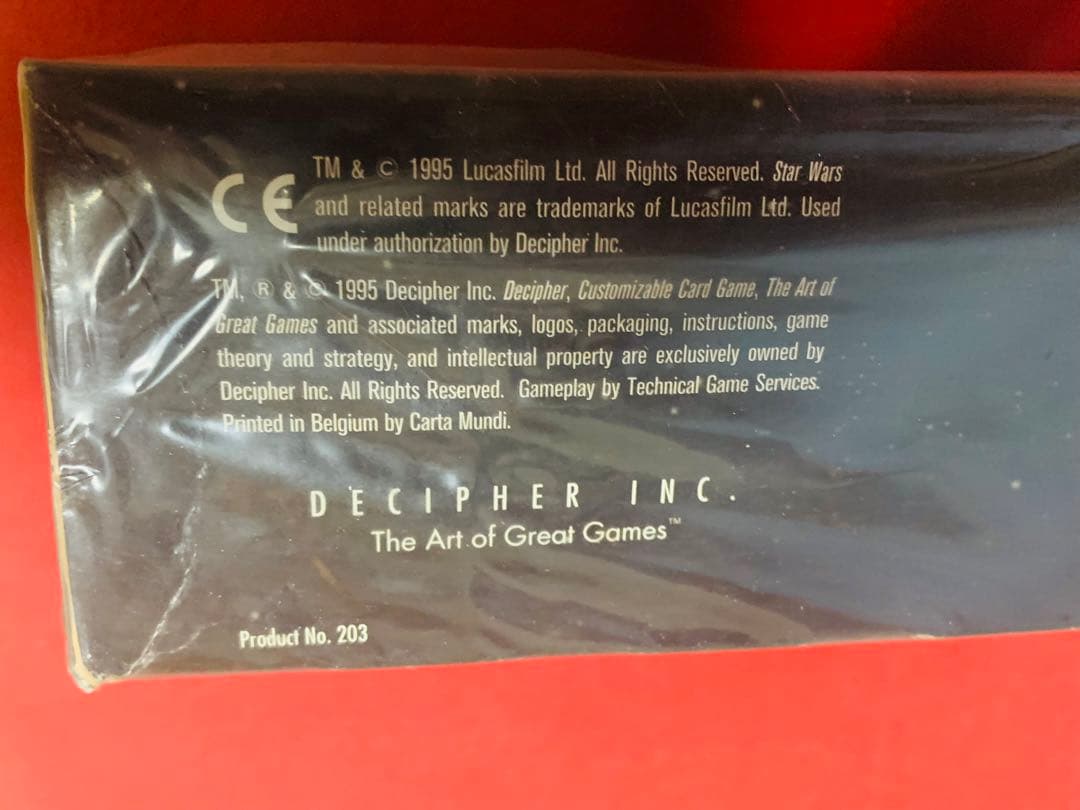 CE
TM & © 1995 Lucasfilm Ltd. All Rights Reserved. Star Wars
and related marks are trademarks of Lucasfilm Ltd. Used
under authorization by Decipher Inc.
TM, ® & © 1995 Decipher Inc. Decipher, Customizable Card Game, The Art of
Great Games and associated marks, logos, packaging, instructions, game
theory and strategy, and intellectual property are exclusively owned by
Decipher Inc. All Rights Reserved. Gameplay by Technical Game Services.
Printed in Belgium by Carta Mundi.
DECIPHER INC.
The Art of Great Games™
Product No. 203